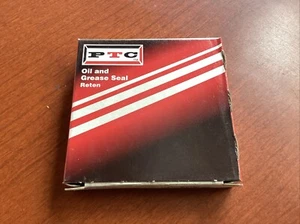 PTC
Oil and
Grease Seal
Reten